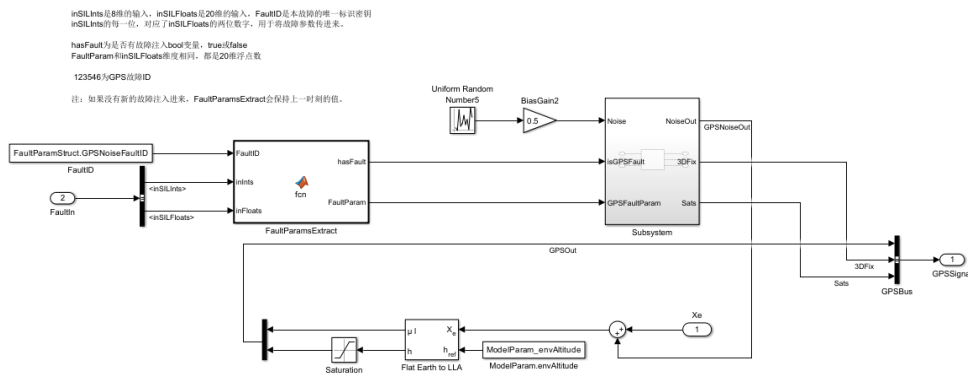 inSILInts是8维的输入，inSILFloats是20维的输入，FaultID是本故障的唯一标识密钥
inSILInts的每一位，对应了inSILFloats的两位数字，用于将故障参数传进来。
hasFault为是否有故障注入bool变量，true或false
FaultParam和inSILFloats维度相同，都是20维浮点数
123546为GPS故障ID
注：如果没有新的故障注入进来，FaultParamsExtract会保持上一时刻的值。
Uniform Random
Number5
BiasGain2
0.5
Noise
NoiseOut
GPSNoiseOut
FaultParamStruct.GPSNoiseFaultID
FaultID
FaultID
hasFault
isGPSFault
3DFix
<inSILInts>
inInts
fcn
2
FaultIn
<inSILFloats>
inFloats
FaultParam
GPSFaultParam
Sats
FaultParamsExtract
Subsystem
GPSOut
1
GPSSignal
3DFix
Sats
GPSBus
Xe
1
μ l
Xe
h
href
ModelParam_envAltitude
Saturation
Flat Earth to LLA
ModelParam.envAltitude